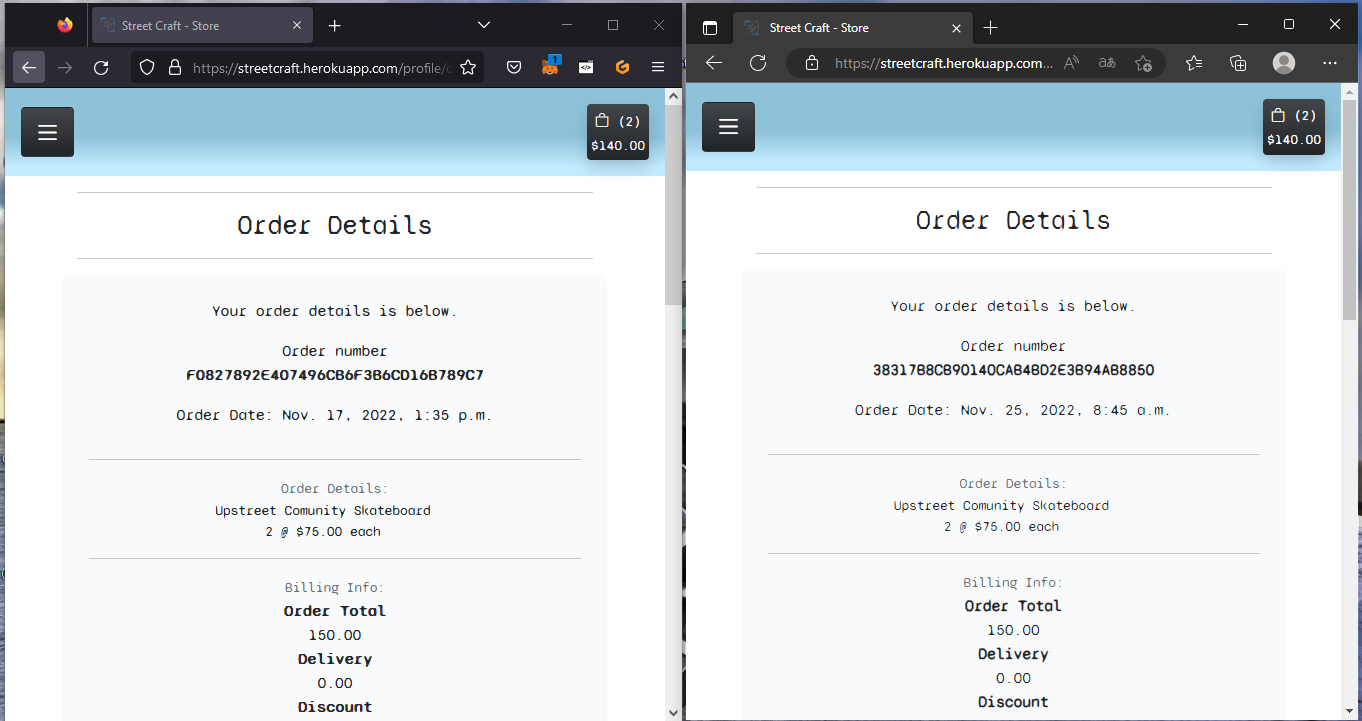 Street Craft - Store
https://streetcraft.herokuapp.com/profile/o
1
(2)
$140.00
Order Details
Your order details is below.
Order number
F0827892E407496CB6F3B6CD16B789C7
Order Date: Nov. 17, 2022, 1:35 p.m.
Order Details:
Upstreet Comunity Skateboard
2 @ $75.00 each
Billing Info:
Order Total
150.00
Delivery
0.00
Discount
Street Craft - Store
https://streetcraft.herokuapp.com...
A
aあ
(2)
$140.00
Order Details
Your order details is below.
Order number
38317B8CB90140CAB4BD2E3B94AB8850
Order Date: Nov. 25, 2022, 8:45 a.m.
Order Details:
Upstreet Comunity Skateboard
2 @ $75.00 each
Billing Info:
Order Total
150.00
Delivery
0.00
Discount